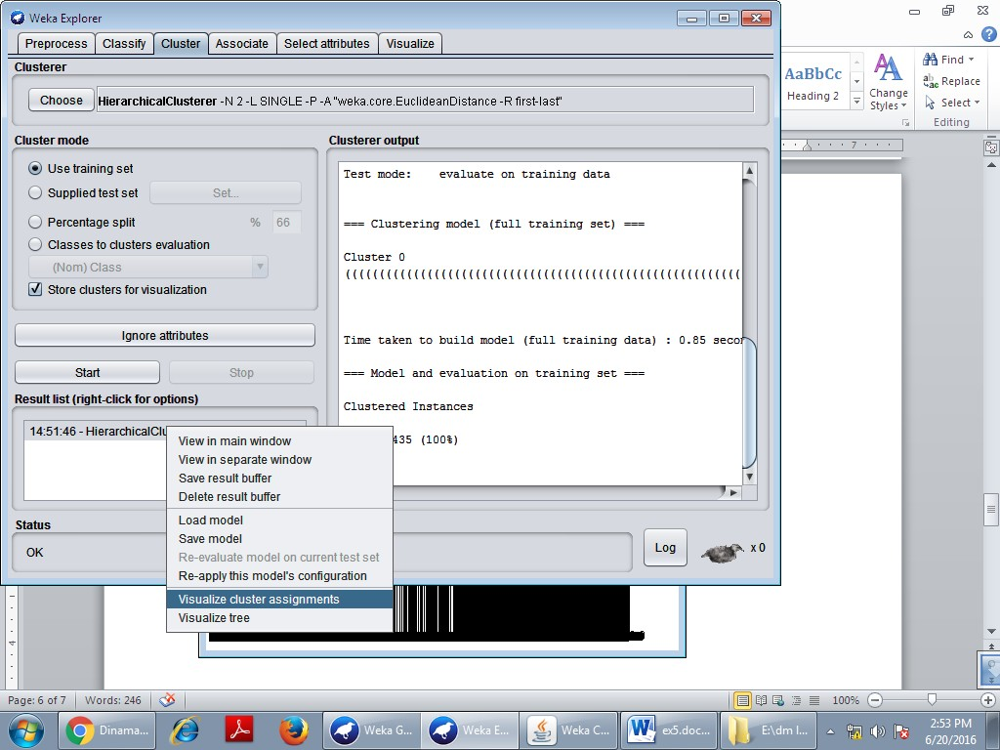 Weka Explorer
Preprocess Classify Cluster Associate Select attributes Visualize
Clusterer
Choose HierarchicalClusterer -N 2 -L SINGLE -P -A "weka.core.EuclideanDistance -R first-last"
Cluster mode
Use training set
Supplied test set Set...
Percentage split % 66
Classes to clusters evaluation
(Nom) Class
Store clusters for visualization
Ignore attributes
Start Stop
Result list (right-click for options)
14:51:46 - HierarchicalClu
Clusterer output
Test mode: evaluate on training data
=== Clustering model (full training set) ===
Cluster 0
((((((((((((((((((((((((((((((((((((((((((((((((((((((((((
Time taken to build model (full training data) : 0.85 secon
=== Model and evaluation on training set ===
Clustered Instances
435 (100%)
View in main window
View in separate window
Save result buffer
Delete result buffer
Load model
Save model
Re-evaluate model on current test set
Re-apply this model's configuration
Visualize cluster assignments
Visualize tree
Status
OK
Log
x 0
AaBbCc
Heading 2
Change
Styles
Find
Replace
Select
Editing
7
4
Page: 6 of 7 Words: 246
100%
Dinama...
Weka G...
Weka E...
Weka C...
ex5.doc...
E:\dm l...
2:53 PM
6/20/2016